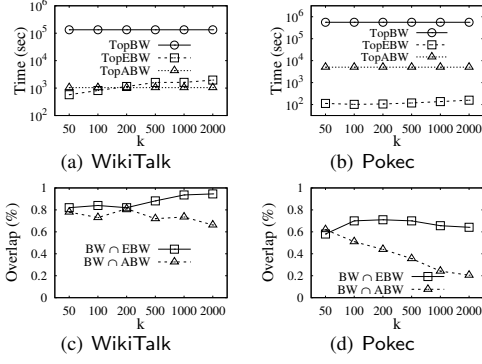 10^6
10^5
10^4
10^3
10^2
Time (sec)
TopBW
TopEBW
TopABW
50 100 200 500 1000 2000
k
(a) WikiTalk
10^6
10^5
10^4
10^3
10^2
Time (sec)
TopBW
TopEBW
TopABW
50 100 200 500 1000 2000
k
(b) Pokec
1
0.8
0.6
0.4
0.2
0
Overlap (%)
BW ∩ EBW
BW ∩ ABW
50 100 200 500 1000 2000
k
(c) WikiTalk
1
0.8
0.6
0.4
0.2
0
Overlap (%)
BW ∩ EBW
BW ∩ ABW
50 100 200 500 1000 2000
k
(d) Pokec